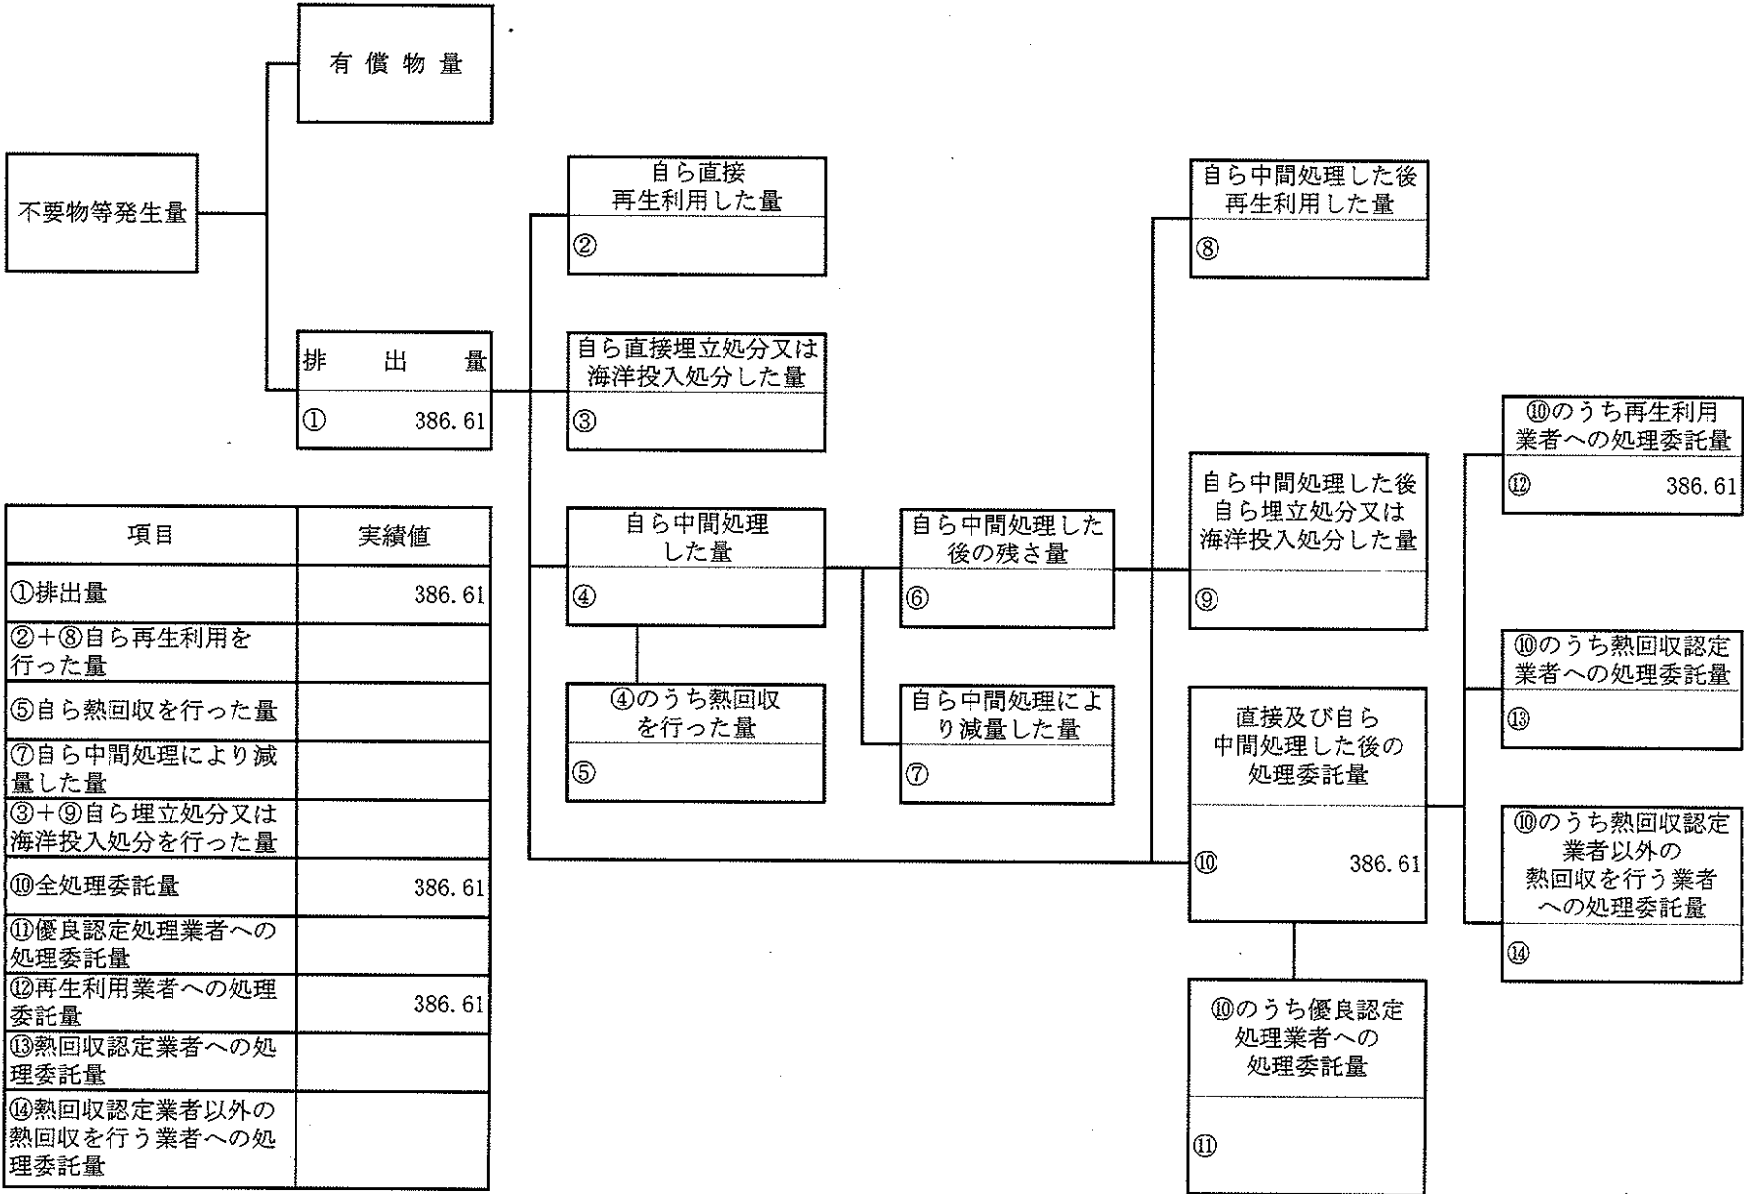 有償物量
不要物等発生量
排出量
① 386.61
自ら直接
再生利用した量
②
自ら直接埋立処分又は
海洋投入処分した量
③
自ら中間処理
した量
④
④のうち熱回収
を行った量
⑤
自ら中間処理した
後の残さ量
⑥
自ら中間処理によ
り減量した量
⑦
自ら中間処理した後
再生利用した量
⑧
自ら中間処理した後
自ら埋立処分又は
海洋投入処分した量
⑨
直接及び自ら
中間処理した後の
処理委託量
⑩ 386.61
⑩のうち優良認定
処理業者への
処理委託量
⑪
⑩のうち再生利用
業者への処理委託量
⑫ 386.61
⑩のうち熱回収認定
業者への処理委託量
⑬
⑩のうち熱回収認定
業者以外の
熱回収を行う業者
への処理委託量
⑭
項目 実績値
①排出量 386.61
②+⑧自ら再生利用を
行った量
⑤自ら熱回収を行った量
⑦自ら中間処理により減
量した量
③+⑨自ら埋立処分又は
海洋投入処分を行った量
⑩全処理委託量 386.61
⑪優良認定処理業者への
処理委託量
⑫再生利用業者への処理
委託量 386.61
⑬熱回収認定業者への処
理委託量
⑭熱回収認定業者以外の
熱回収を行う業者への処
理委託量